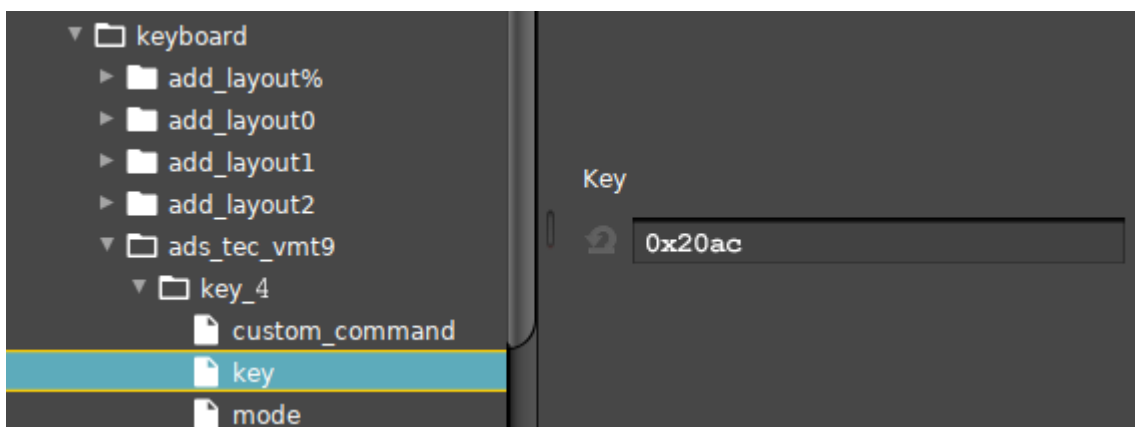 keyboard
add_layout%
add_layout0
add_layout1
add_layout2
ads_tec_vmt9
key_4
custom_command
key
mode
Key
0x20ac